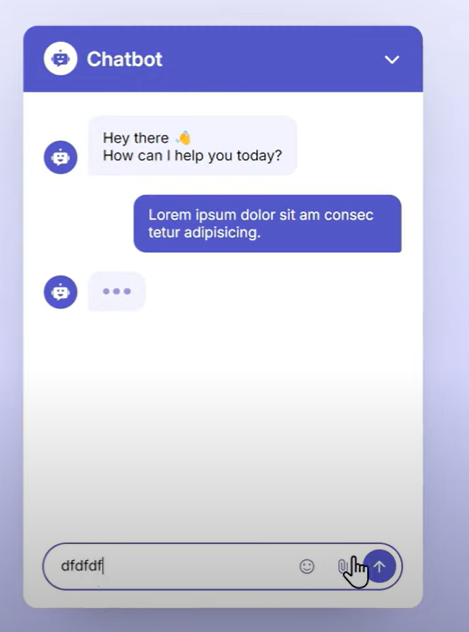 Chatbot
Hey there 👋
How can I help you today?
Lorem ipsum dolor sit am consec
tetur adipisicing.
dfdfdf